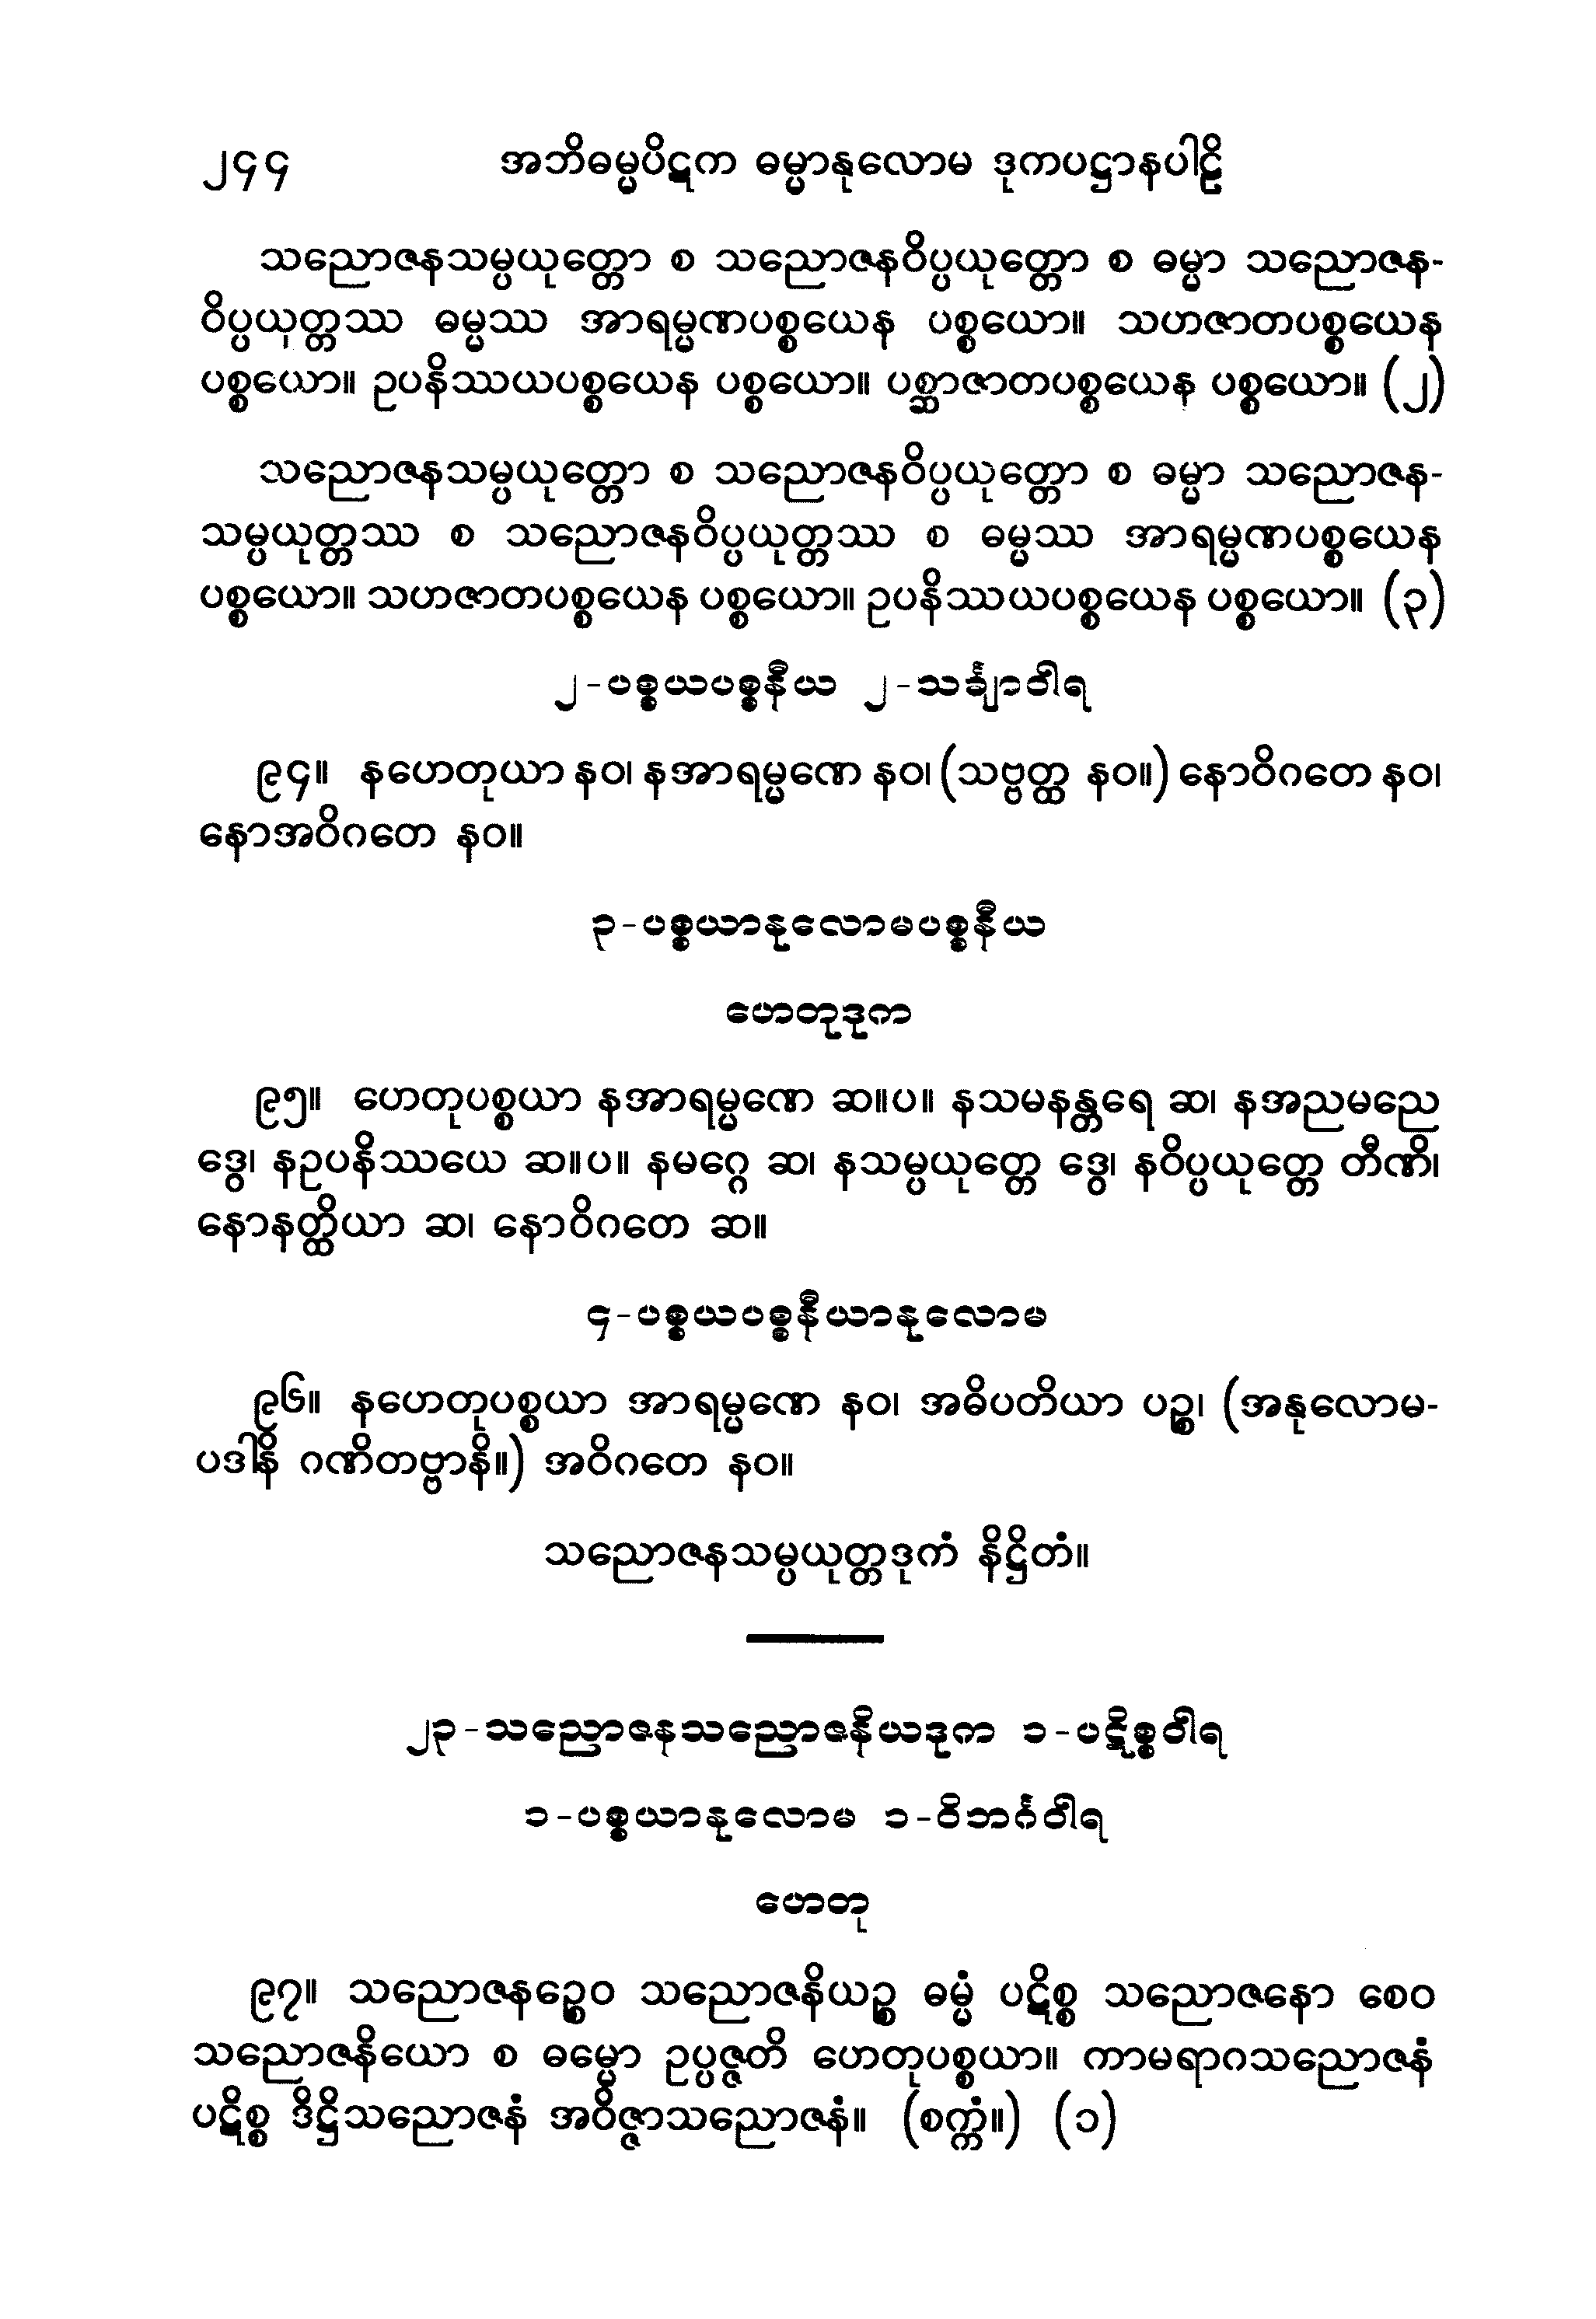 ၂၄၄ အဘိဓမ္မပိဋက ဓမ္မာနုလောမ ဒုကပဋ္ဌာနပါဠိ
သညောဇနသမ္ပယုတ္တော စ သညောဇနဝိပ္ပယုတ္တော စ ဓမ္မာ သညောဇန-
ဝိပ္ပယုတ္တဿ ဓမ္မဿ အာရမ္မဏပစ္စယေန ပစ္စယော။ သဟဇာတပစ္စယေန
ပစ္စယော။ ဥပနိဿယပစ္စယေန ပစ္စယော။ ပစ္ဆာဇာတပစ္စယေန ပစ္စယော။ (၂)
သညောဇနသမ္ပယုတ္တော စ သညောဇနဝိပ္ပယုတ္တော စ ဓမ္မာ သညောဇန-
သမ္ပယုတ္တဿ စ သညောဇနဝိပ္ပယုတ္တဿ စ ဓမ္မဿ အာရမ္မဏပစ္စယေန
ပစ္စယော။ သဟဇာတပစ္စယေန ပစ္စယော။ ဥပနိဿယပစ္စယေန ပစ္စယော။ (၃)
၂-ပစ္စယပစ္စနီယ ၂-သင်္ချာဝါရ
၉၄။ နဟေတုယာ နဝ၊ နအာရမ္မဏေ နဝ၊ (သဗ္ဗတ္ထ နဝ။) နောဝိဂတေ နဝ၊
နောအဝိဂတေ နဝ။
၃-ပစ္စယာနုလောမပစ္စနီယ
ဟေတုဒုက
၉၅။ ဟေတုပစ္စယာ နအာရမ္မဏေ ဆ။ပ။ နသမနန္တရေ ဆ၊ နအညမညေ
ဒွေ၊ နဥပနိဿယေ ဆ။ပ။ နမဂ္ဂေ ဆ၊ နသမ္ပယုတ္တေ ဒွေ၊ နဝိပ္ပယုတ္တေ တီဏိ၊
နောနတ္ထိယာ ဆ၊ နောဝိဂတေ ဆ။
၄-ပစ္စယပစ္စနီယာနုလောမ
၉၆။ နဟေတုပစ္စယာ အာရမ္မဏေ နဝ၊ အဓိပတိယာ ပဉ္စ၊ (အနုလောမ-
ပဒါနိ ဂဏိတဗ္ဗာနိ။) အဝိဂတေ နဝ။
သညောဇနသမ္ပယုတ္တဒုကံ နိဋ္ဌိတံ။
၂၃-သညောဇနသညောဇနိယဒုက ၁-ပဋိစ္စဝါရ
၁-ပစ္စယာနုလောမ ၁-ဝိဘင်္ဂဝါရ
ဟေတု
၉၇။ သညောဇနဉ္စေဝ သညောဇနိယဉ္စ ဓမ္မံ ပဋိစ္စ သညောဇနော စေဝ
သညောဇနိယော စ ဓမ္မော ဥပ္ပဇ္ဇတိ ဟေတုပစ္စယာ။ ကာမရာဂသညောဇနံ
ပဋိစ္စ ဒိဋ္ဌိသညောဇနံ အဝိဇ္ဇာသညောဇနံ။ (စက္ကံ။) (၁)